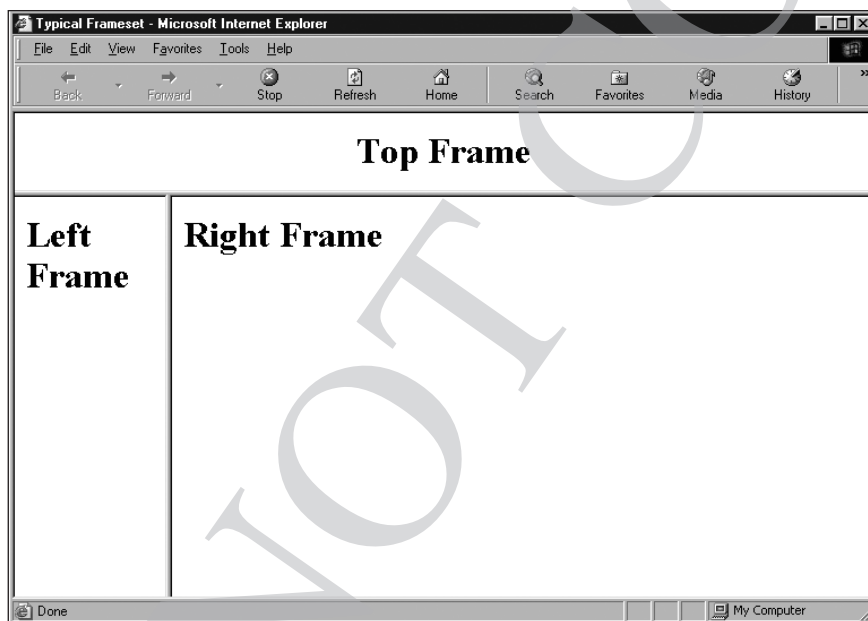 Typical Frameset - Microsoft Internet Explorer
File Edit View Favorites Tools Help
Back Forward Stop Refresh Home Search Favorites Media History »
Top Frame
Left
Frame
Right Frame
NOT C
Done My Computer